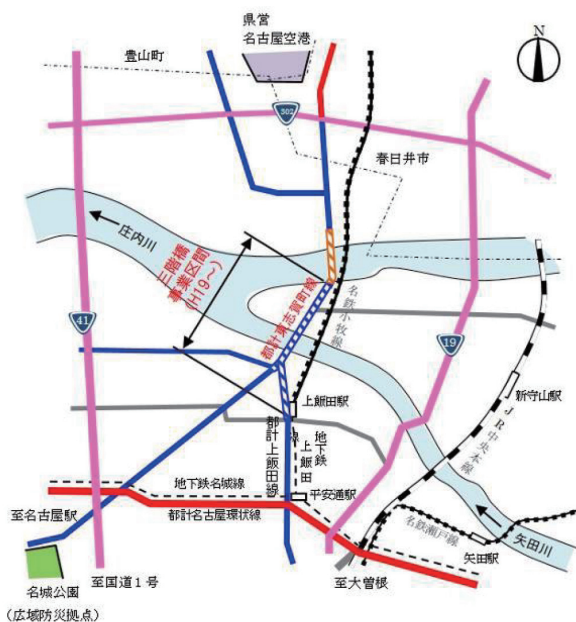 県営
名古屋空港
豊山町
N
302
春日井市
庄内川
三階橋
事業区間
(H19～)
都計東志賀町線
名鉄小牧線
41
19
新守山駅
JR中央本線
上飯田駅
都計上飯田線
地下鉄
上飯田線
地下鉄名城線
平安通駅
至名古屋駅
都計名古屋環状線
名鉄瀬戸線
矢田駅
矢田川
名城公園
(広域防災拠点)
至国道1号
至大曽根